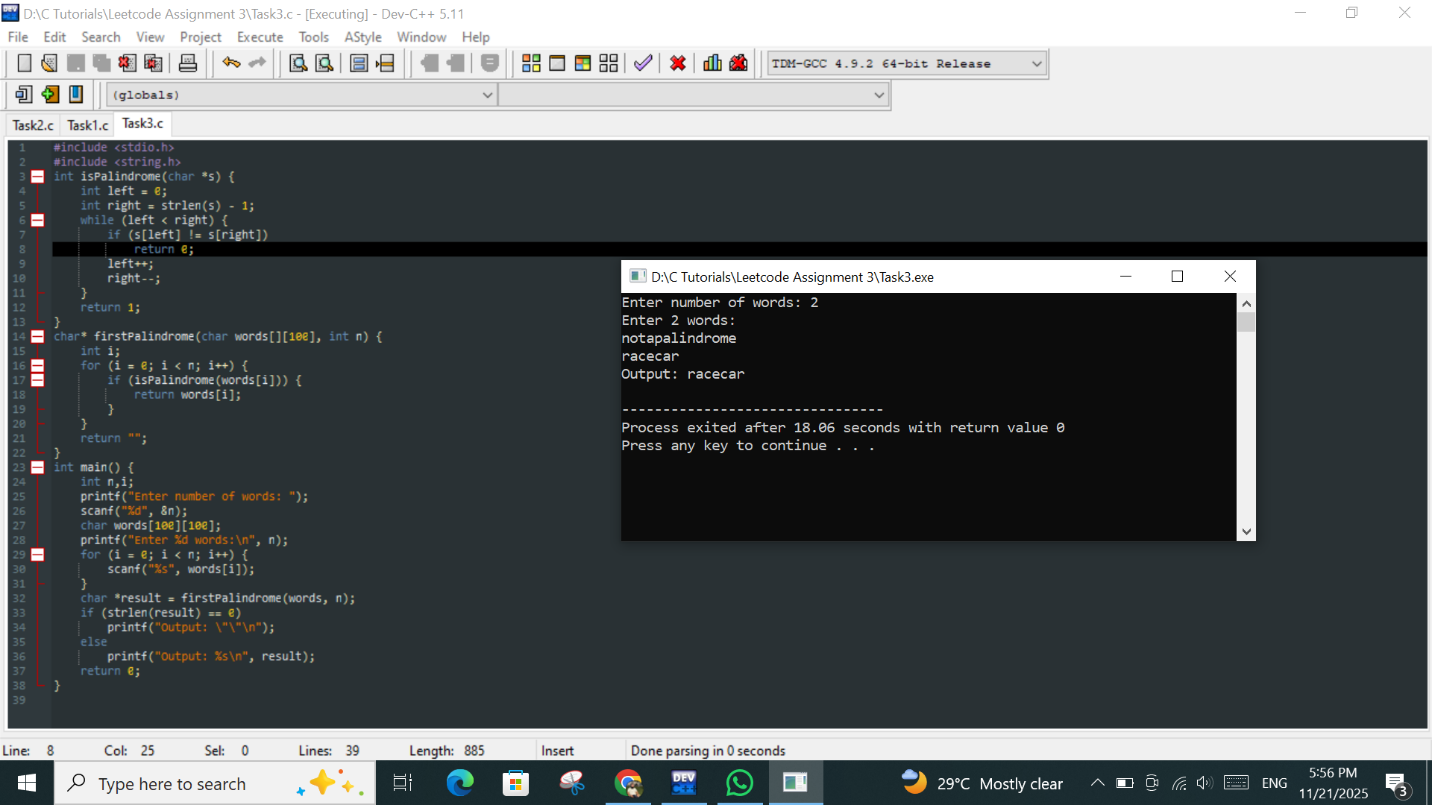 D:\C Tutorials\Leetcode Assignment 3\Task3.c - [Executing] - Dev-C++ 5.11
File Edit Search View Project Execute Tools AStyle Window Help
TDM-GCC 4.9.2 64-bit Release
(globals)
Task2.c Task1.c Task3.c
1 #include <stdio.h>
2 #include <string.h>
3 int isPalindrome(char *s) {
4     int left = 0;
5     int right = strlen(s) - 1;
6     while (left < right) {
7         if (s[left] != s[right])
8             return 0;
9         left++;
10         right--;
11     }
12     return 1;
13 }
14 char* firstPalindrome(char words[][100], int n) {
15     int i;
16     for (i = 0; i < n; i++) {
17         if (isPalindrome(words[i])) {
18             return words[i];
19         }
20     }
21     return "";
22 }
23 int main() {
24     int n,i;
25     printf("Enter number of words: ");
26     scanf("%d", &n);
27     char words[100][100];
28     printf("Enter %d words:\n", n);
29     for (i = 0; i < n; i++) {
30         scanf("%s", words[i]);
31     }
32     char *result = firstPalindrome(words, n);
33     if (strlen(result) == 0)
34         printf("Output: \"\"\n");
35     else
36         printf("Output: %s\n", result);
37     return 0;
38 }
39
D:\C Tutorials\Leetcode Assignment 3\Task3.exe
Enter number of words: 2
Enter 2 words:
notapalindrome
racecar
Output: racecar
--------------------------------
Process exited after 18.06 seconds with return value 0
Press any key to continue . . .
Line: 8 Col: 25 Sel: 0 Lines: 39 Length: 885 Insert Done parsing in 0 seconds
Type here to search
DEV C++
29°C Mostly clear
ENG
5:56 PM
11/21/2025
3